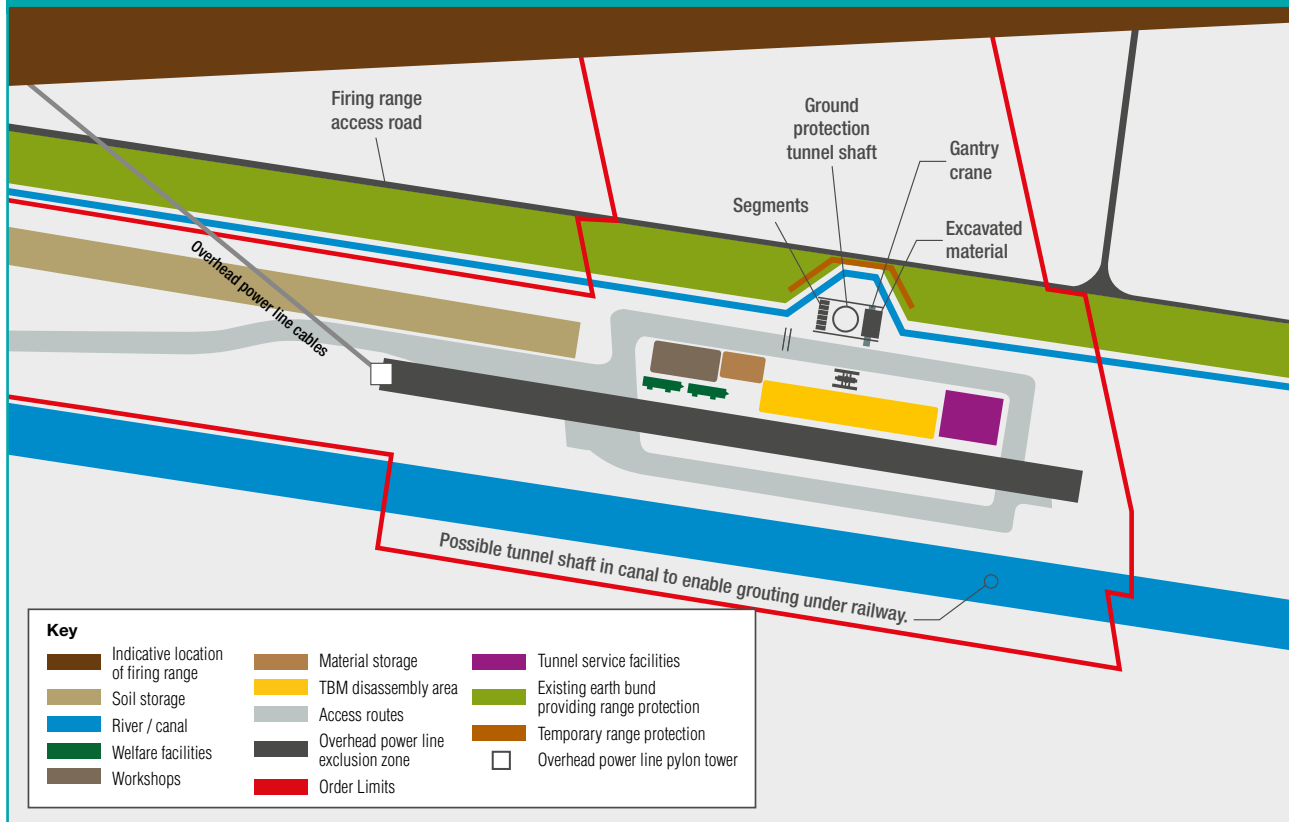 Firing range
access road
Ground
protection
tunnel shaft
Gantry
crane
Segments
Excavated
material
Overhead power line cables
Possible tunnel shaft in canal to enable grouting under railway.
Key
Indicative location
of firing range
Soil storage
River / canal
Welfare facilities
Workshops
Material storage
TBM disassembly area
Access routes
Overhead power line
exclusion zone
Order Limits
Tunnel service facilities
Existing earth bund
providing range protection
Temporary range protection
Overhead power line pylon tower